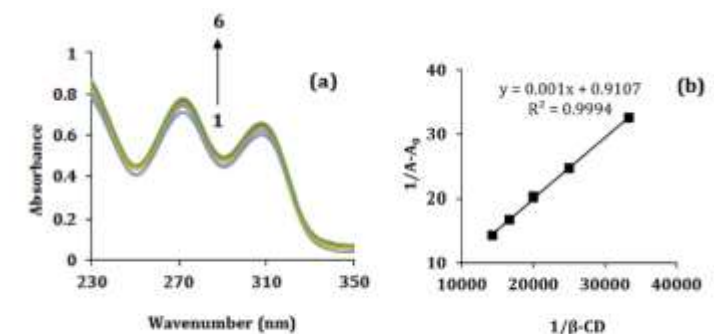 6
1
(a)
1
0.8
0.6
0.4
0.2
0
Absorbance
230 270 310 350
Wavenumber (nm)
(b)
y = 0.001x + 0.9107
R² = 0.9994
40
30
20
10
1/A-A₀
10000 20000 30000 40000
1/β-CD